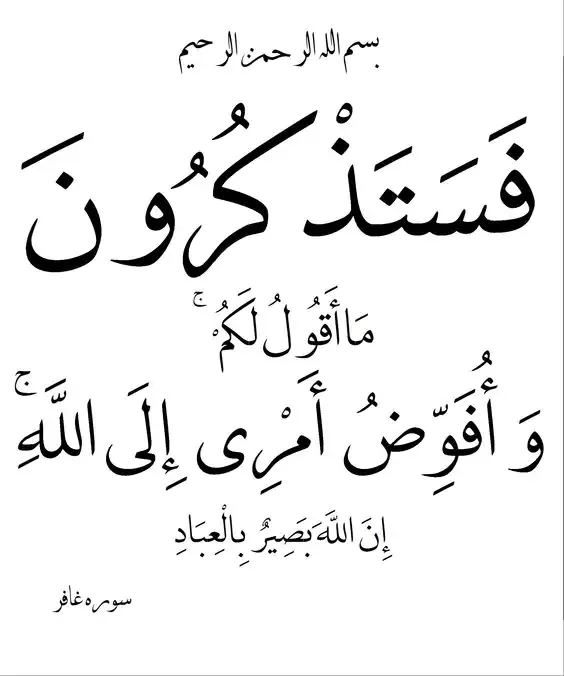 بسم الله الرحمن الرحيم
فَسَتَذْكُرُونَ
مَا أَقُولُ لَكُمْ ۚ
وَ أُفَوِّضُ أَمْرِى إِلَى اللَّهِ ۚ
إِنَ اللَّهَ بَصِيرٌ بِالْعِبَادِ
سوره غافر